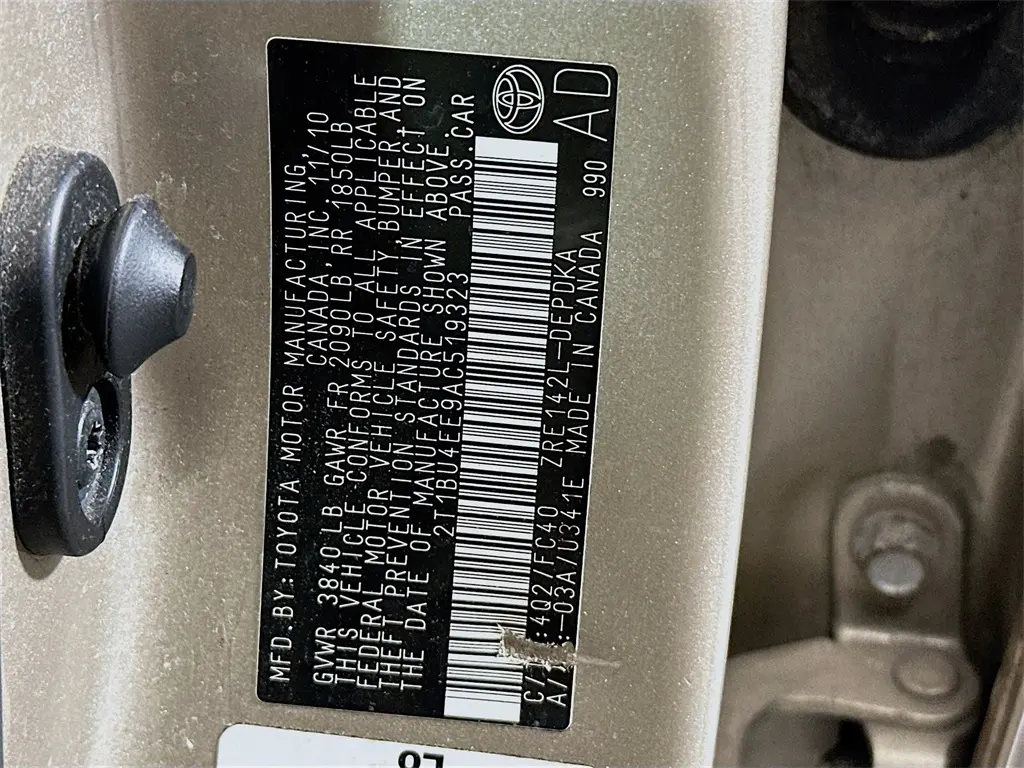 MFD.BY:TOYOTA MOTOR MANUFACTURING,
CANADA,INC. 11/10
GVWR 3840LB GAWR FR 2090LB RR 1850LB
THIS VEHICLE CONFORMS TO ALL APPLICABLE
FEDERAL MOTOR VEHICLE SAFETY, BUMPER,AND
THEFT PREVENTION STANDARDS IN EFFECT ON
THE DATE OF MANUFACTURE SHOWN ABOVE.
2T1BU4EE9AC519323 PASS.CAR
:4Q2/FC40 ZRE142L-DEPDKA
:-03A/U341E MADE IN CANADA 990
AD
L8